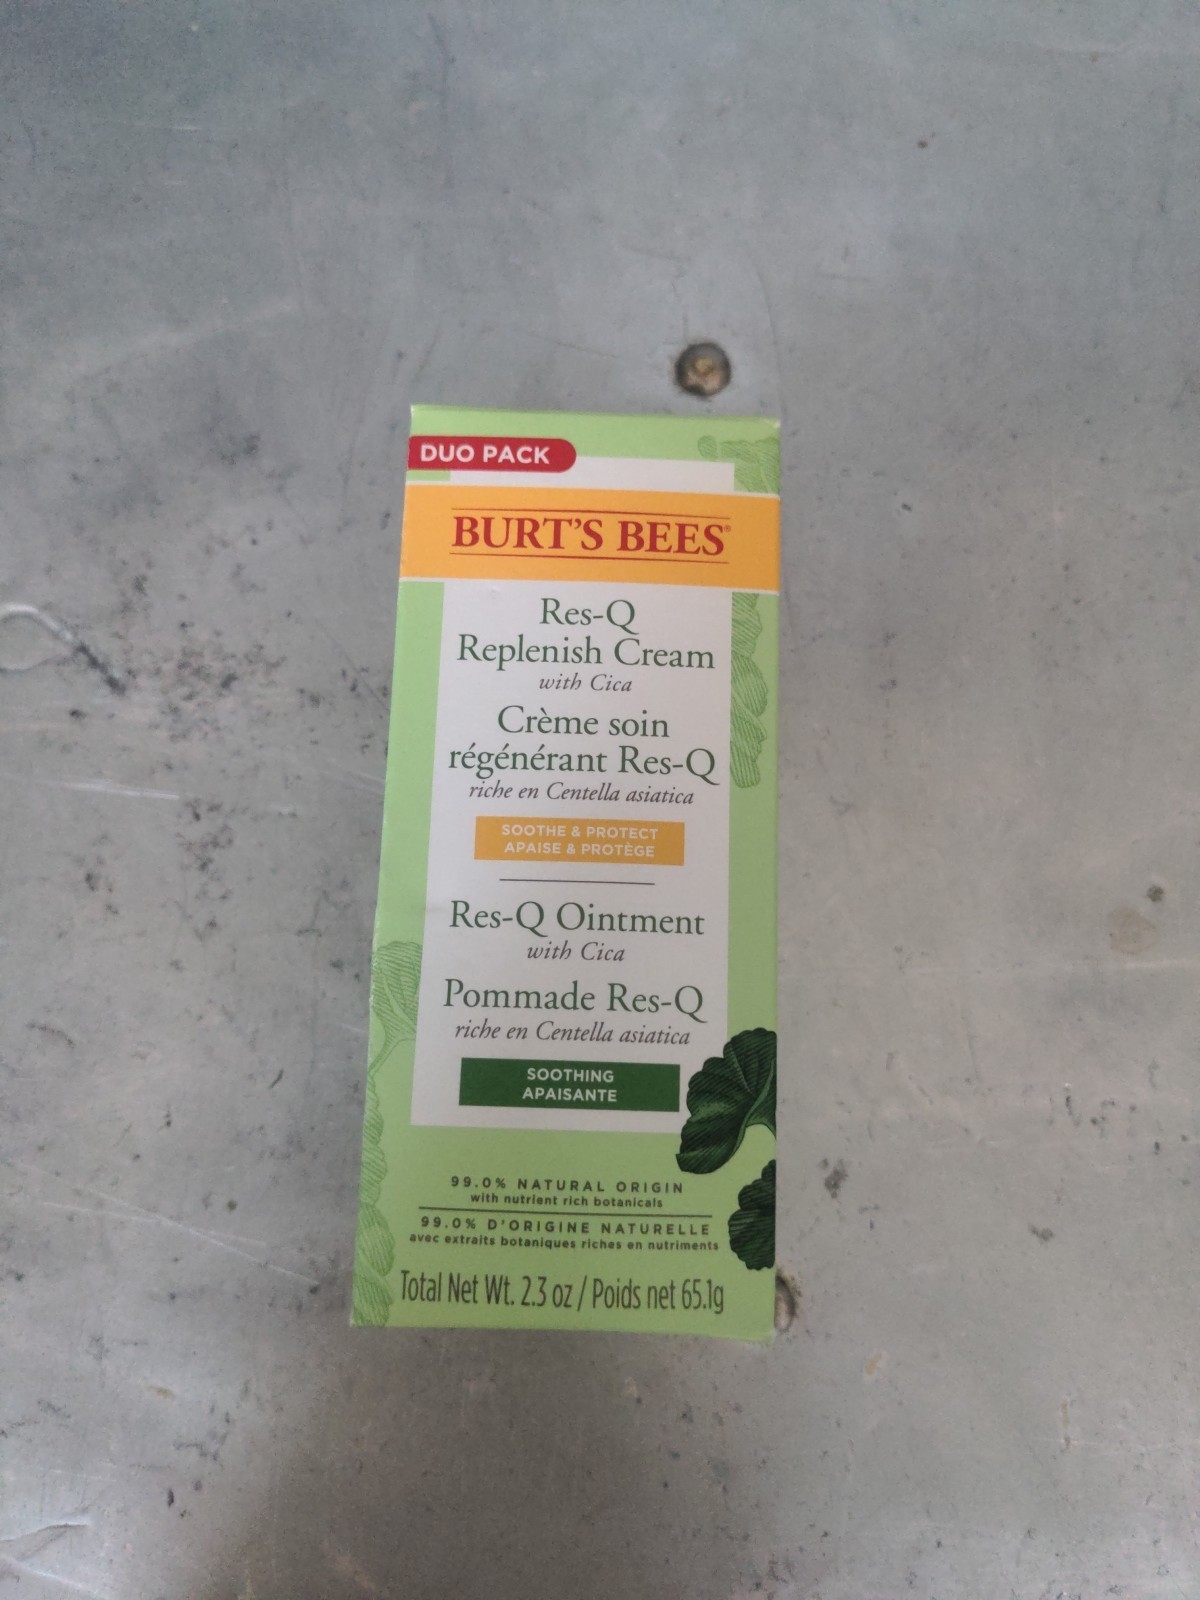 DUO PACK
BURT'S BEES®
Res-Q
Replenish Cream
with Cica
Crème soin
régénérant Res-Q
riche en Centella asiatica
SOOTHE & PROTECT
APAISE & PROTÈGE
Res-Q Ointment
with Cica
Pommade Res-Q
riche en Centella asiatica
SOOTHING
APAISANTE
99.0% NATURAL ORIGIN
with nutrient rich botanicals
99.0% D'ORIGINE NATURELLE
avec extraits botaniques riches en nutriments
Total Net Wt. 2.3 oz / Poids net 65.1g